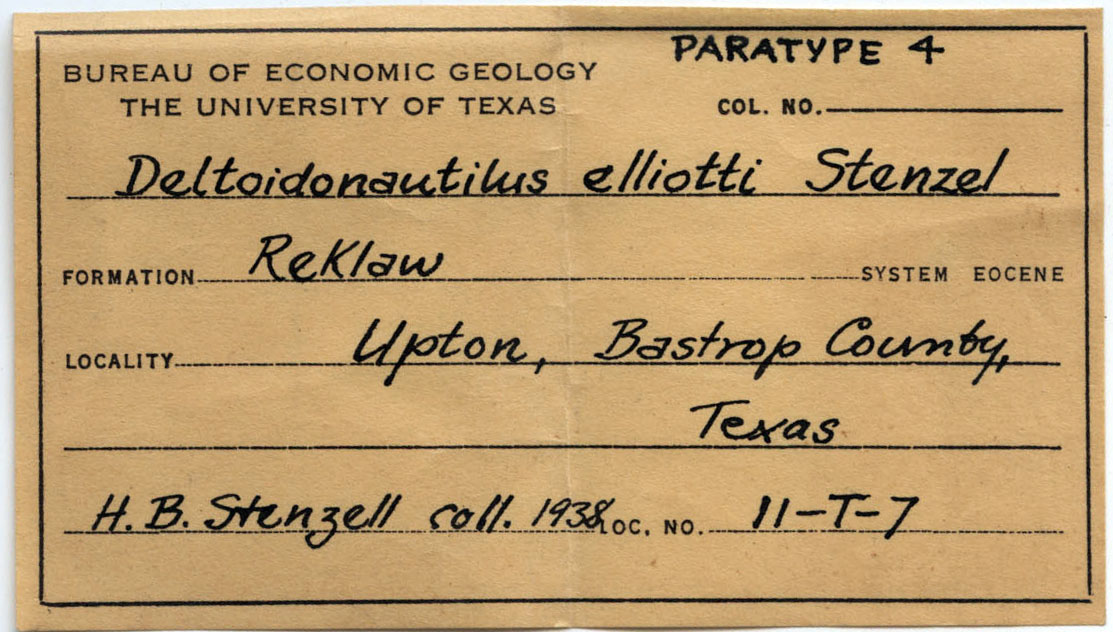 PARATYPE 4
BUREAU OF ECONOMIC GEOLOGY
THE UNIVERSITY OF TEXAS COL. NO.
Deltoidonautilus elliotti Stenzel
FORMATION Reklaw SYSTEM EOCENE
LOCALITY Upton, Bastrop County,
Texas
H. B. Stenzell coll. 1938 LOC. NO. 11-T-7